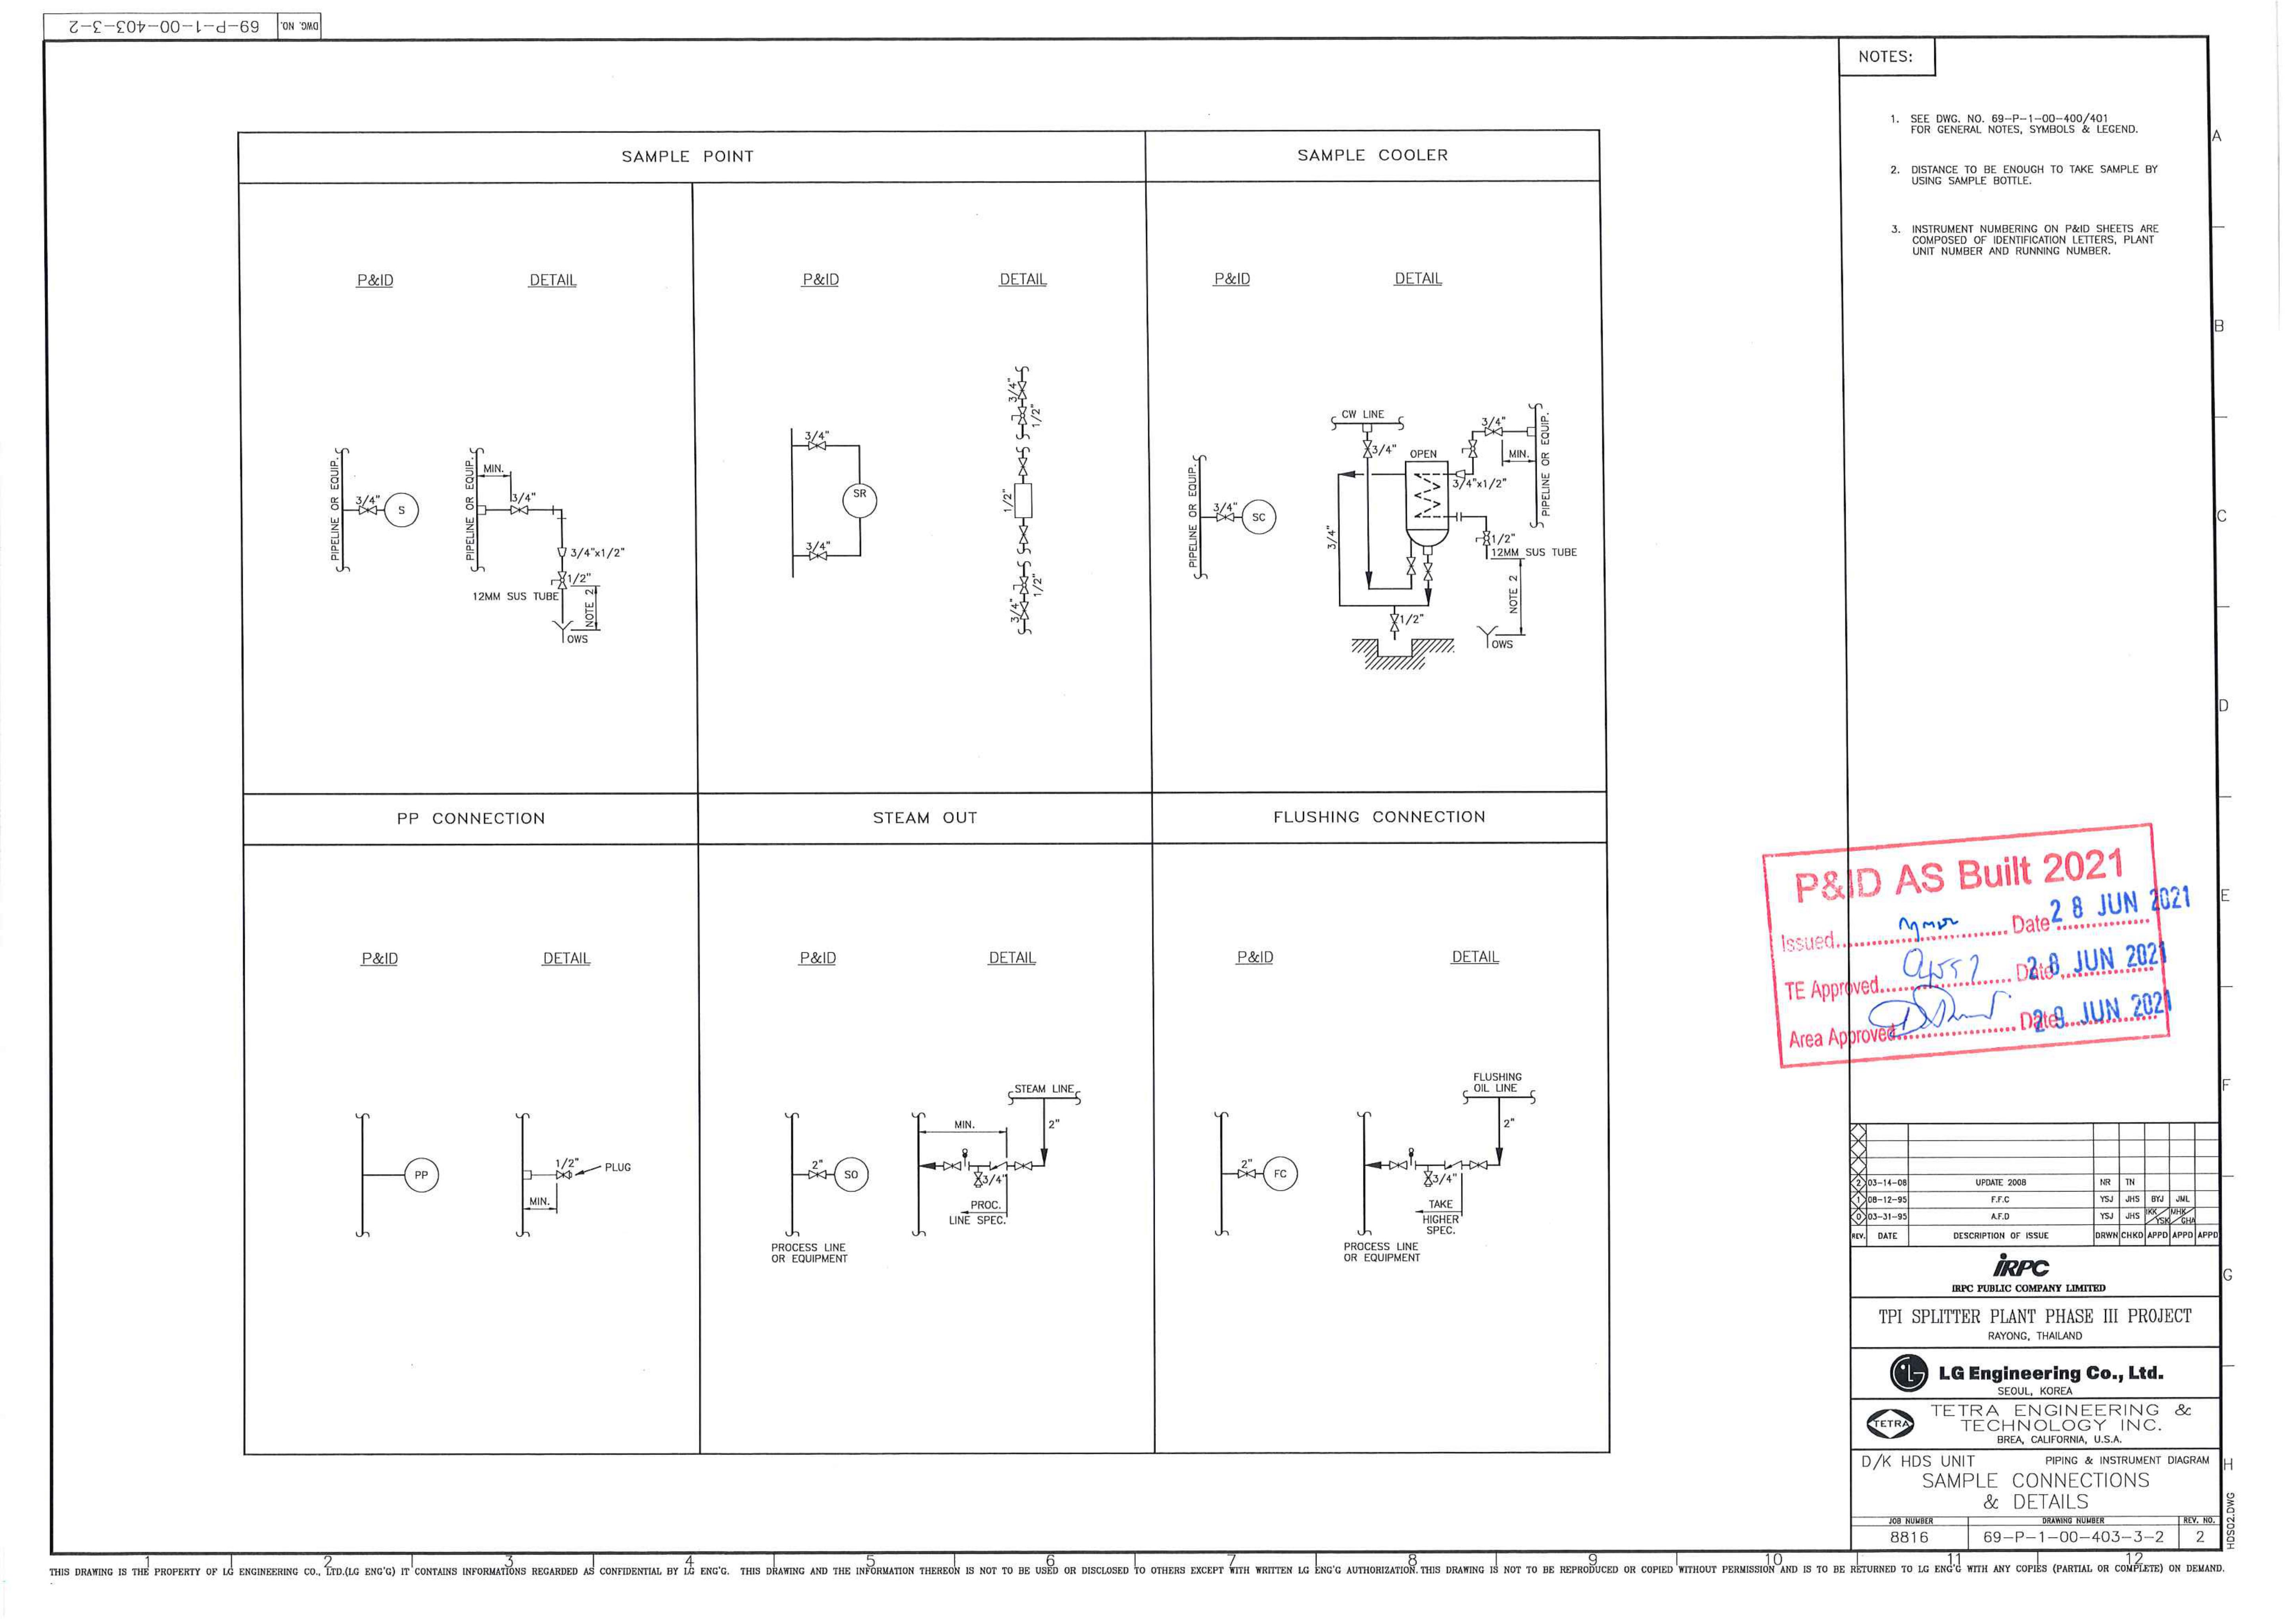 DWG. NO. 69-P-1-00-403-3-2
NOTES:
1. SEE DWG. NO. 69-P-1-00-400/401
FOR GENERAL NOTES, SYMBOLS & LEGEND.
2. DISTANCE TO BE ENOUGH TO TAKE SAMPLE BY
USING SAMPLE BOTTLE.
3. INSTRUMENT NUMBERING ON P&ID SHEETS ARE
COMPOSED OF IDENTIFICATION LETTERS, PLANT
UNIT NUMBER AND RUNNING NUMBER.
A
B
C
D
E
F
G
H
SAMPLE POINT
P&ID
DETAIL
PIPELINE OR EQUIP.
3/4"
S
PIPELINE OR EQUIP.
MIN.
3/4"
3/4"x1/2"
1/2"
12MM SUS TUBE
NOTE 2
OWS
P&ID
DETAIL
3/4"
SR
3/4"
3/4"
1/2"
1/2"
1/2"
3/4"
SAMPLE COOLER
P&ID
DETAIL
PIPELINE OR EQUIP.
3/4"
SC
CW LINE
3/4"
OPEN
3/4"
MIN.
PIPELINE OR EQUIP.
3/4"x1/2"
3/4"
1/2"
12MM SUS TUBE
NOTE 2
1/2"
OWS
PP CONNECTION
P&ID
DETAIL
PP
1/2"
PLUG
MIN.
STEAM OUT
P&ID
DETAIL
2"
SO
PROCESS LINE
OR EQUIPMENT
STEAM LINE
MIN.
2"
3/4"
PROC.
LINE SPEC.
FLUSHING CONNECTION
P&ID
DETAIL
2"
FC
FLUSHING
OIL LINE
2"
3/4"
TAKE
HIGHER
SPEC.
PROCESS LINE
OR EQUIPMENT
P&ID AS Built 2021
Issued Date 28 JUN 2021
TE Approved Date 28 JUN 2021
Area Approved Date 29 JUN 2021
2 03-14-08 UPDATE 2008 NR TN
1 08-12-95 F.F.C YSJ JHS BYJ JML
0 03-31-95 A.F.D YSJ JHS IKK/YSK MHK/GHA
REV. DATE DESCRIPTION OF ISSUE DRWN CHKD APPD APPD APPD
iRPC
IRPC PUBLIC COMPANY LIMITED
TPI SPLITTER PLANT PHASE III PROJECT
RAYONG, THAILAND
LG Engineering Co., Ltd.
SEOUL, KOREA
TETRA
TETRA ENGINEERING &
TECHNOLOGY INC.
BREA, CALIFORNIA, U.S.A.
D/K HDS UNIT PIPING & INSTRUMENT DIAGRAM
SAMPLE CONNECTIONS
& DETAILS
JOB NUMBER DRAWING NUMBER REV. NO.
8816 69-P-1-00-403-3-2 2
HDS02.DWG
1 2 3 4 5 6 7 8 9 10 11 12
THIS DRAWING IS THE PROPERTY OF LG ENGINEERING CO., LTD.(LG ENG'G) IT CONTAINS INFORMATIONS REGARDED AS CONFIDENTIAL BY LG ENG'G. THIS DRAWING AND THE INFORMATION THEREON IS NOT TO BE USED OR DISCLOSED TO OTHERS EXCEPT WITH WRITTEN LG ENG'G AUTHORIZATION. THIS DRAWING IS NOT TO BE REPRODUCED OR COPIED WITHOUT PERMISSION AND IS TO BE RETURNED TO LG ENG'G WITH ANY COPIES (PARTIAL OR COMPLETE) ON DEMAND.